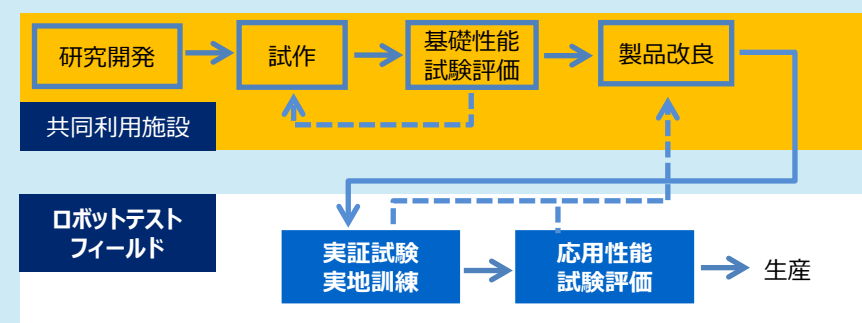 研究開発
試作
基礎性能
試験評価
製品改良
共同利用施設
ロボットテスト
フィールド
実証試験
実地訓練
応用性能
試験評価
生産